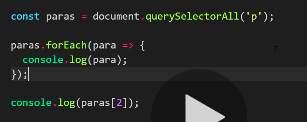 const paras = document.querySelectorAll('p');
paras.forEach(para => {
console.log(para);
});
console.log(paras[2]);